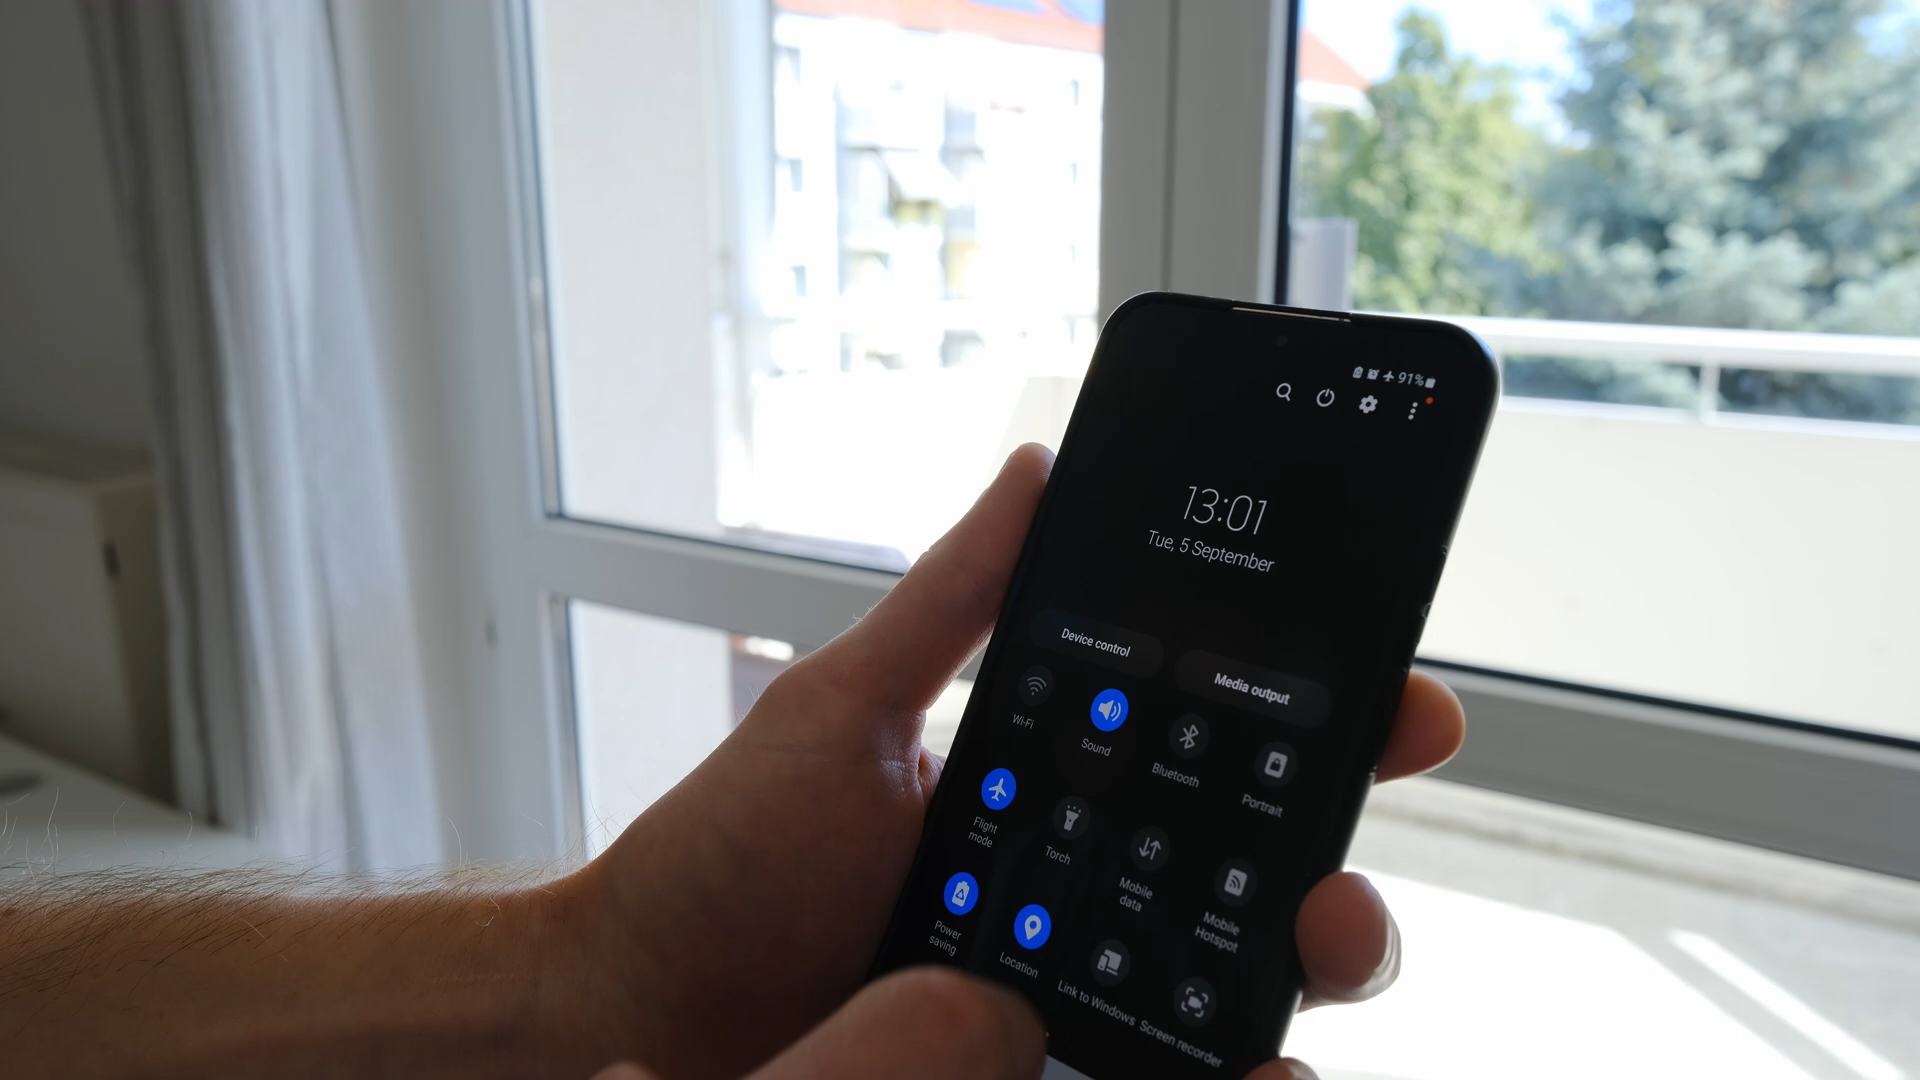 91%
13:01
Tue, 5 September
Device control
Media output
Wi-Fi
Sound
Bluetooth
Portrait
Flight
mode
Torch
Mobile
data
Mobile
Hotspot
Power
saving
Location
Link to Windows
Screen recorder